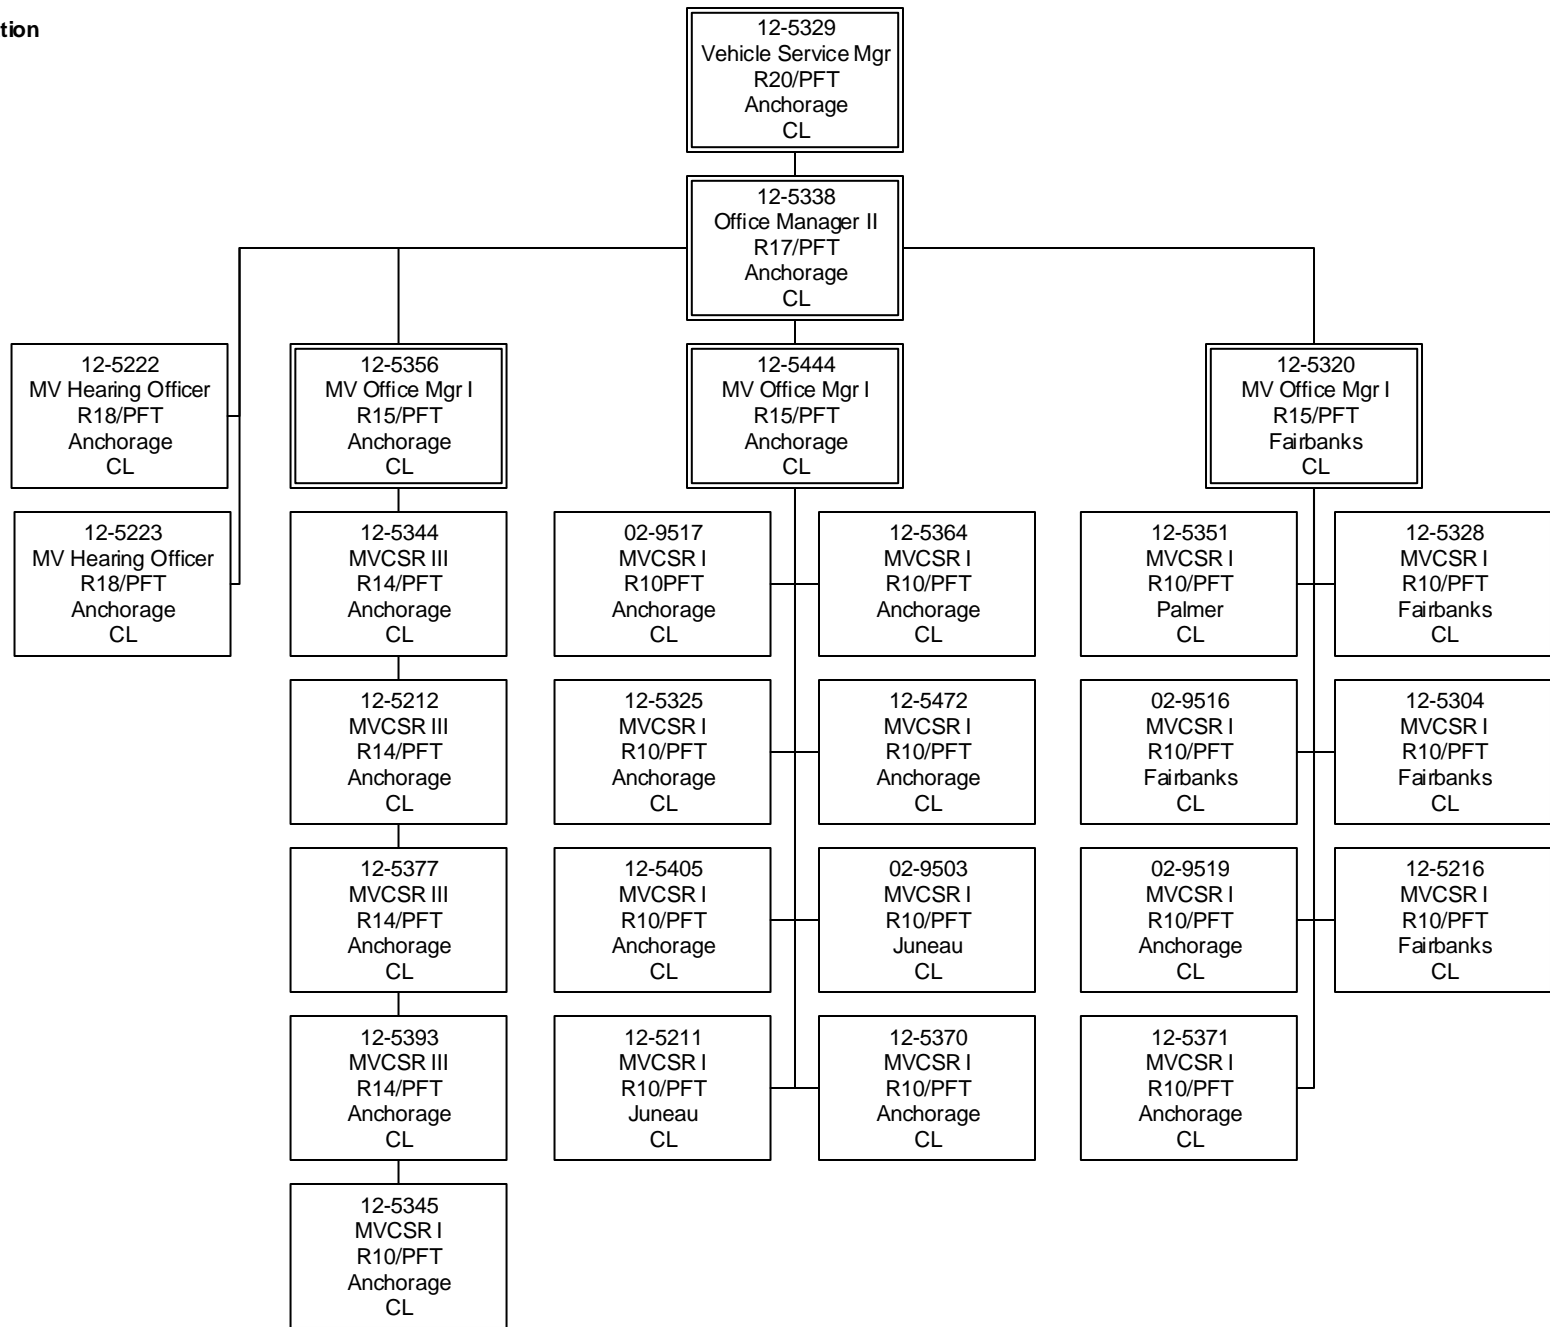 tion
12-5329
Vehicle Service Mgr
R20/PFT
Anchorage
CL
12-5338
Office Manager II
R17/PFT
Anchorage
CL
12-5222
MV Hearing Officer
R18/PFT
Anchorage
CL
12-5356
MV Office Mgr I
R15/PFT
Anchorage
CL
12-5444
MV Office Mgr I
R15/PFT
Anchorage
CL
12-5320
MV Office Mgr I
R15/PFT
Fairbanks
CL
12-5223
MV Hearing Officer
R18/PFT
Anchorage
CL
12-5344
MVCSR III
R14/PFT
Anchorage
CL
02-9517
MVCSR I
R10PFT
Anchorage
CL
12-5364
MVCSR I
R10/PFT
Anchorage
CL
12-5351
MVCSR I
R10/PFT
Palmer
CL
12-5328
MVCSR I
R10/PFT
Fairbanks
CL
12-5212
MVCSR III
R14/PFT
Anchorage
CL
12-5325
MVCSR I
R10/PFT
Anchorage
CL
12-5472
MVCSR I
R10/PFT
Anchorage
CL
02-9516
MVCSR I
R10/PFT
Fairbanks
CL
12-5304
MVCSR I
R10/PFT
Fairbanks
CL
12-5377
MVCSR III
R14/PFT
Anchorage
CL
12-5405
MVCSR I
R10/PFT
Anchorage
CL
02-9503
MVCSR I
R10/PFT
Juneau
CL
02-9519
MVCSR I
R10/PFT
Anchorage
CL
12-5216
MVCSR I
R10/PFT
Fairbanks
CL
12-5393
MVCSR III
R14/PFT
Anchorage
CL
12-5211
MVCSR I
R10/PFT
Juneau
CL
12-5370
MVCSR I
R10/PFT
Anchorage
CL
12-5371
MVCSR I
R10/PFT
Anchorage
CL
12-5345
MVCSR I
R10/PFT
Anchorage
CL